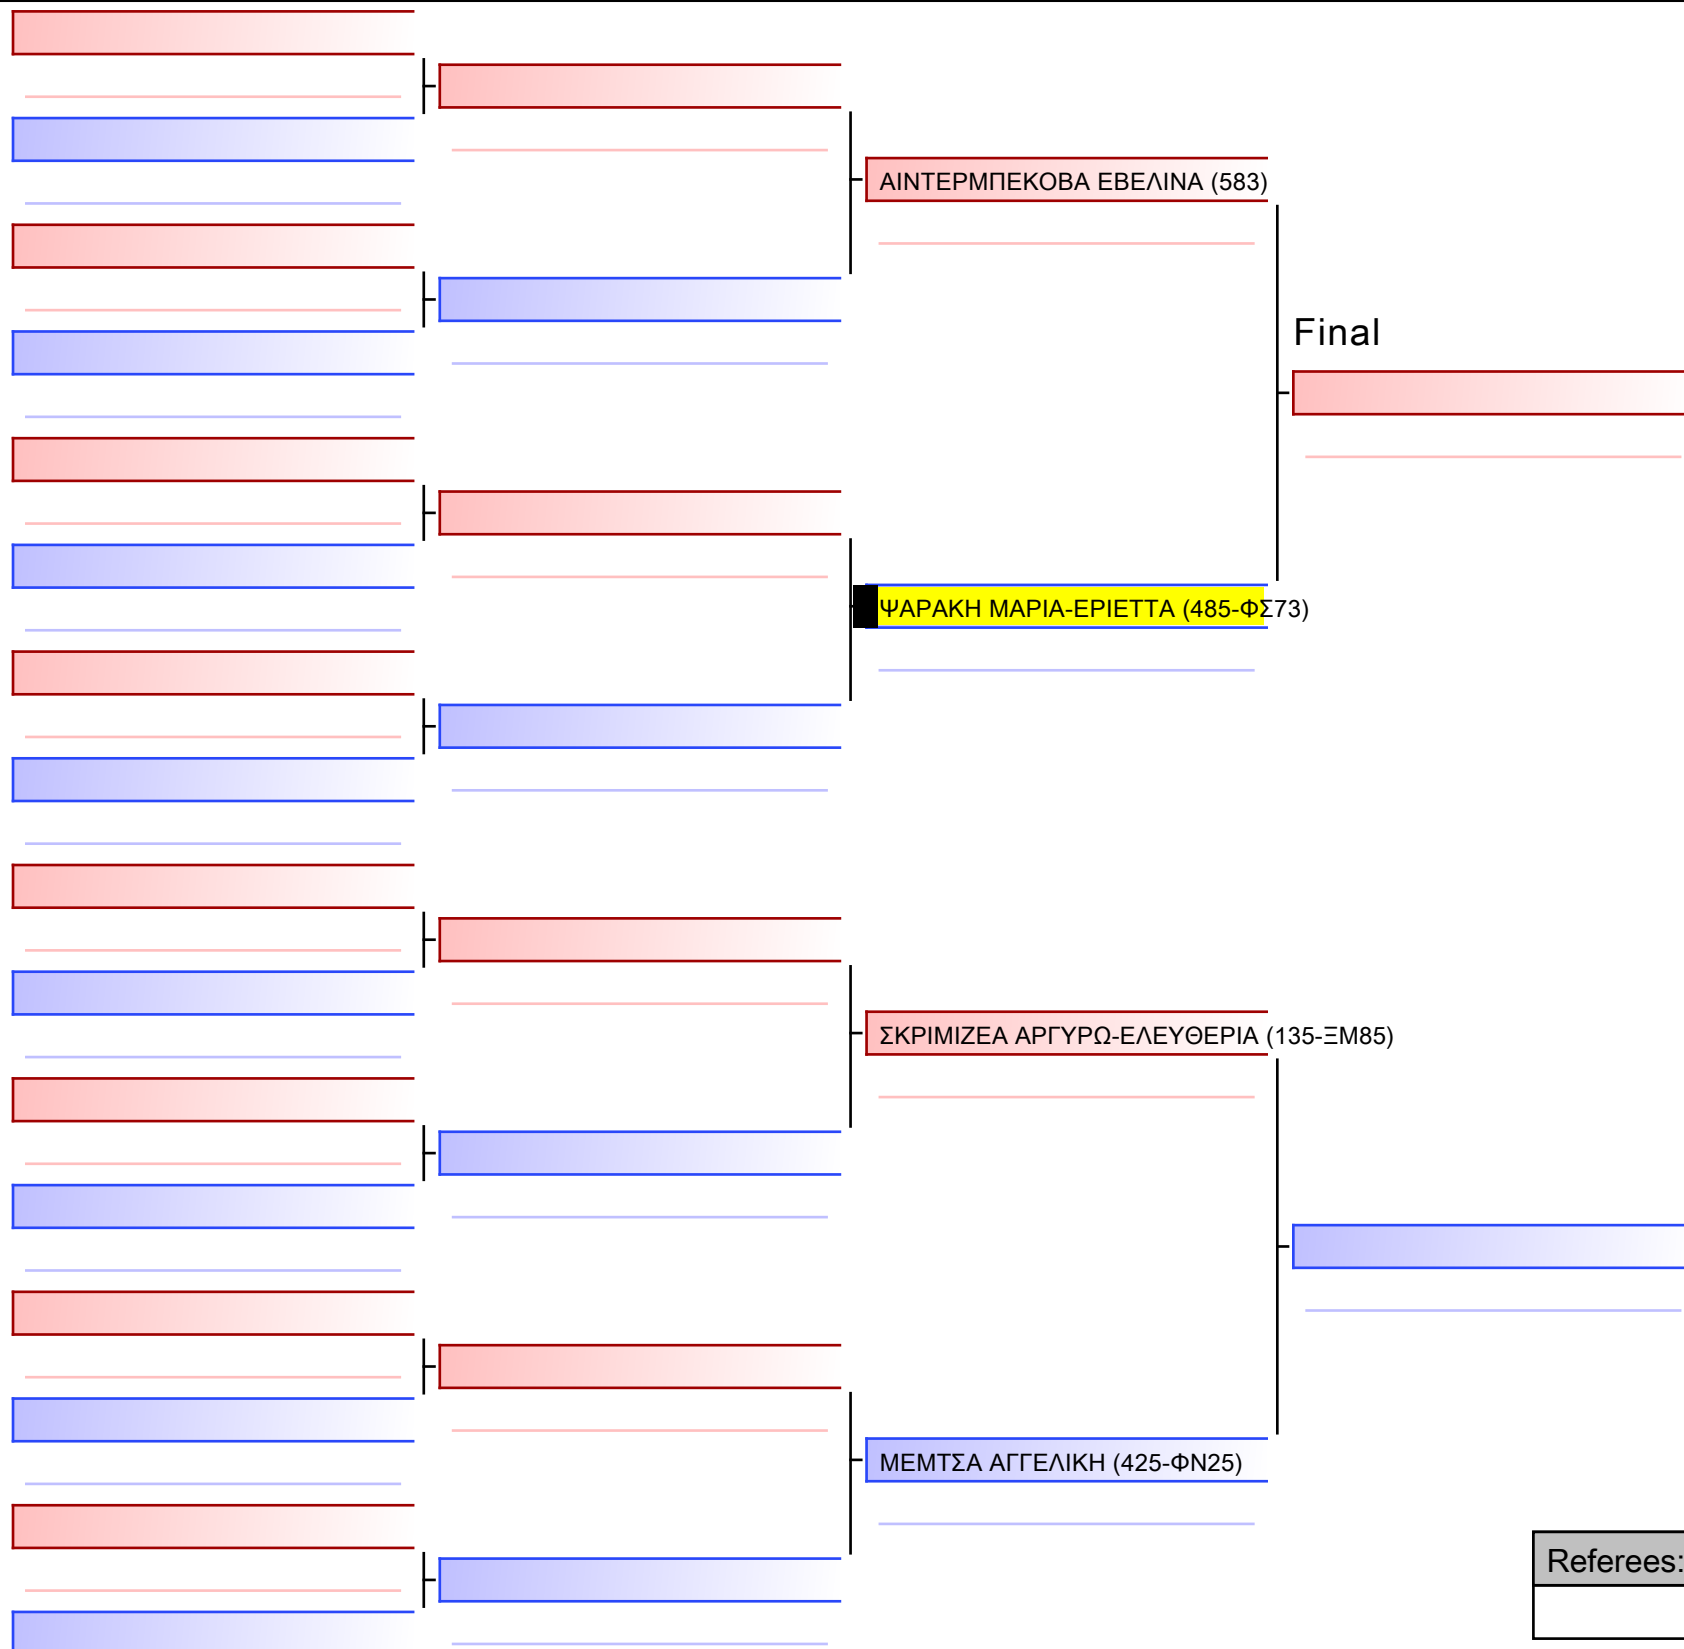 ΑΙΝΤΕΡΜΠΕΚΟΒΑ ΕΒΕΛΙΝΑ (583)
Final
ΨΑΡΑΚΗ ΜΑΡΙΑ-ΕΡΙΕΤΤΑ (485-ΦΣ73)
ΣΚΡΙΜΙΖΕΑ ΑΡΓΥΡΩ-ΕΛΕΥΘΕΡΙΑ (135-ΞΜ85)
ΜΕΜΤΣΑ ΑΓΓΕΛΙΚΗ (425-ΦΝ25)
Referees: